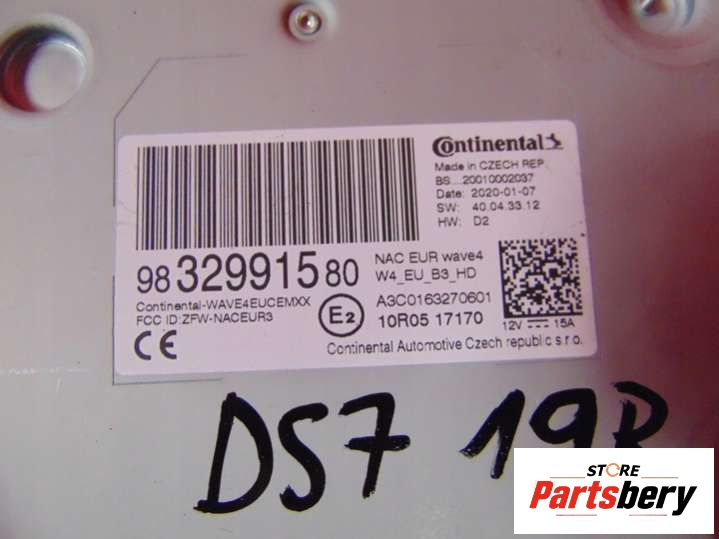 Continental
Made in CZECH REP.
BS...20010002037
Date: 2020-01-07
SW: 40.04.33.12
HW: D2
98 329915 80
NAC EUR wave4
W4_EU_B3_HD
Continental-WAVE4EUCEMXX
FCC ID:ZFW-NACEUR3
E2
A3C0163270601
10R05 17170
12V 15A
CE
Continental Automotive Czech republic s.r.o.
DS7 19R
STORE
Partsbery